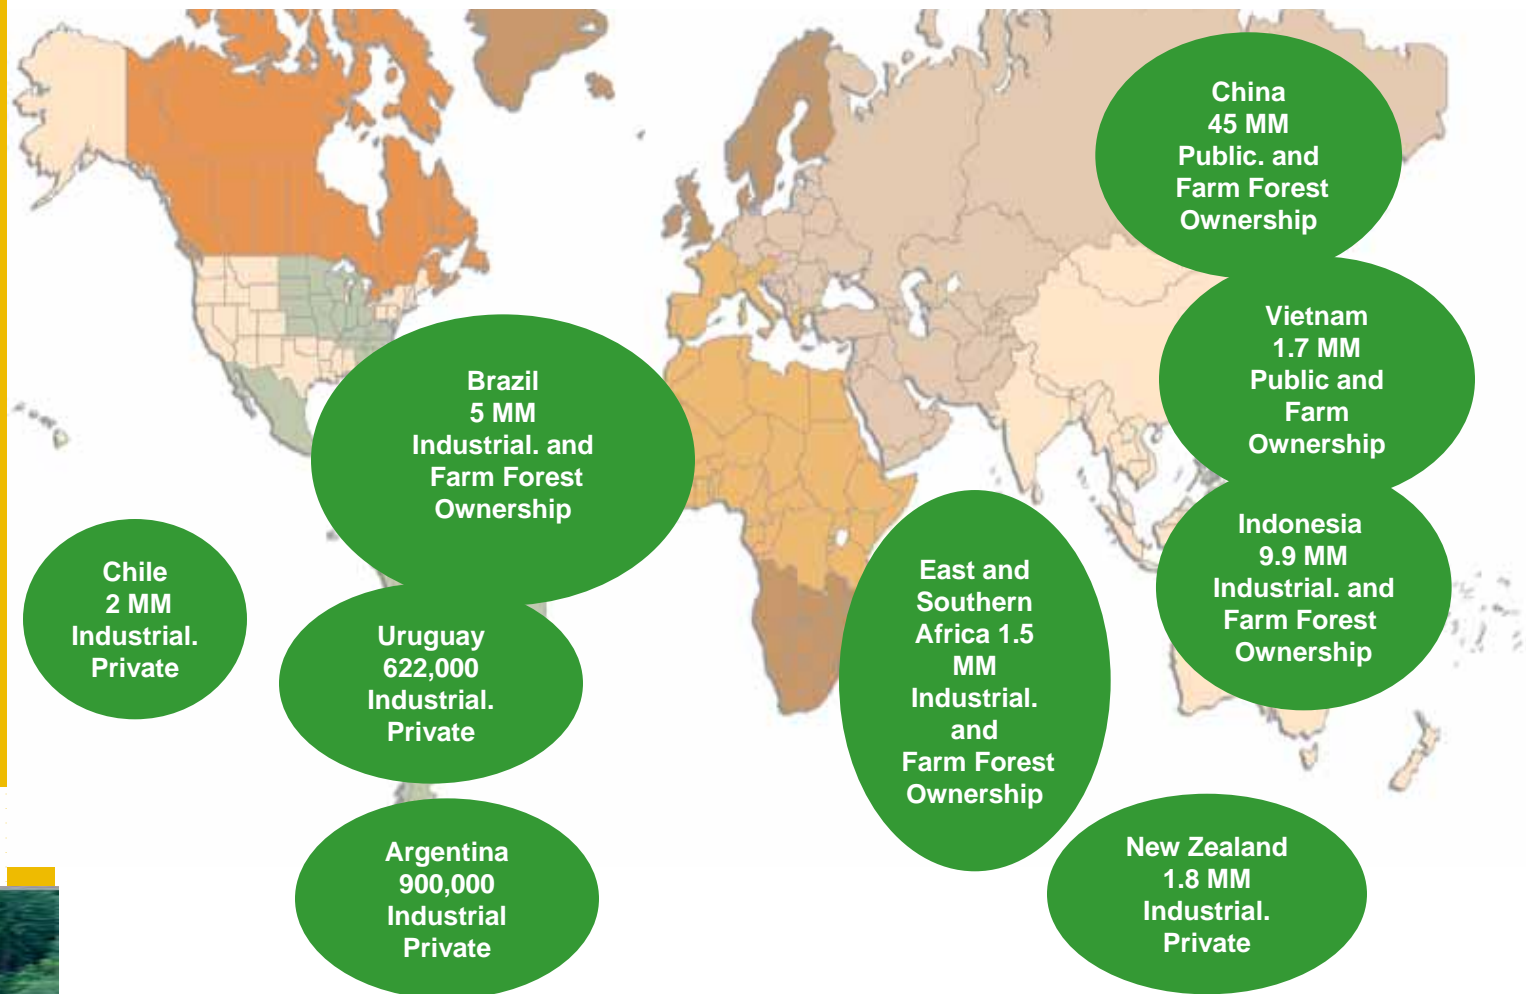 China
45 MM
Public. and
Farm Forest
Ownership
Vietnam
1.7 MM
Public and
Farm
Ownership
Brazil
5 MM
Industrial. and
Farm Forest
Ownership
Indonesia
9.9 MM
Industrial. and
Farm Forest
Ownership
Chile
2 MM
Industrial.
Private
East and
Southern
Africa 1.5
MM
Industrial.
and
Farm Forest
Ownership
Uruguay
622,000
Industrial.
Private
Argentina
900,000
Industrial
Private
New Zealand
1.8 MM
Industrial.
Private